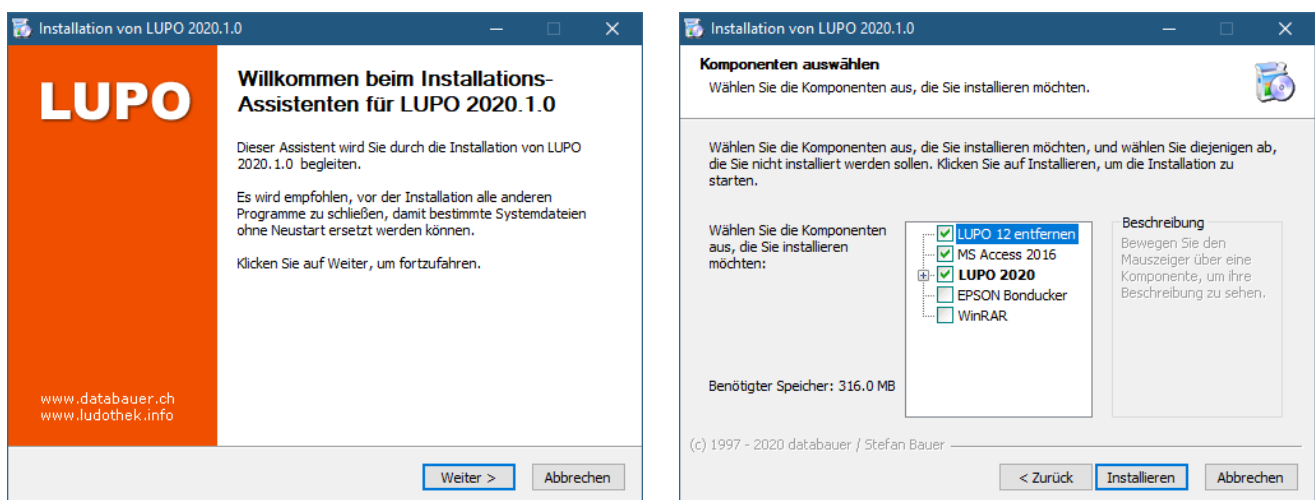 Installation von LUPO 2020.1.0
LUPO
Willkommen beim Installations-
Assistenten für LUPO 2020.1.0
Dieser Assistent wird Sie durch die Installation von LUPO
2020.1.0 begleiten.
Es wird empfohlen, vor der Installation alle anderen
Programme zu schließen, damit bestimmte Systemdateien
ohne Neustart ersetzt werden können.
Klicken Sie auf Weiter, um fortzufahren.
www.databauer.ch
www.ludothek.info
Weiter >
Abbrechen
Installation von LUPO 2020.1.0
Komponenten auswählen
Wählen Sie die Komponenten aus, die Sie installieren möchten.
Wählen Sie die Komponenten aus, die Sie installieren möchten, und wählen Sie diejenigen ab,
die Sie nicht installiert werden sollen. Klicken Sie auf Installieren, um die Installation zu
starten.
Wählen Sie die Komponenten
aus, die Sie installieren
möchten:
LUPO 12 entfernen
MS Access 2016
LUPO 2020
EPSON Bonducker
WinRAR
Beschreibung
Bewegen Sie den
Mauszeiger über eine
Komponente, um ihre
Beschreibung zu sehen.
Benötigter Speicher: 316.0 MB
(c) 1997 - 2020 databauer / Stefan Bauer
< Zurück
Installieren
Abbrechen